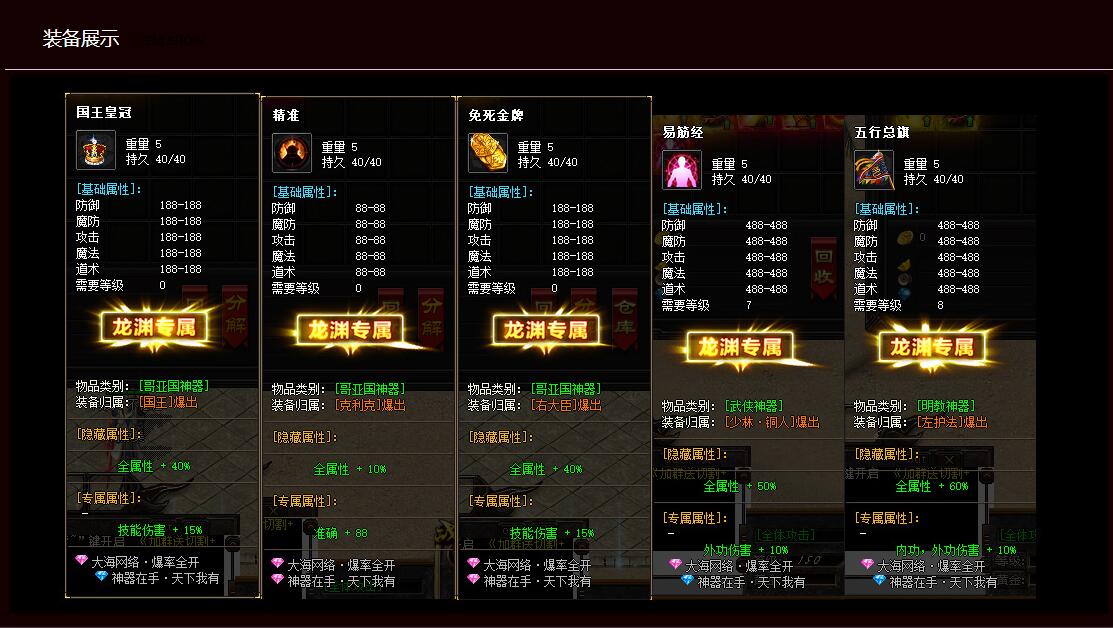 装备展示
国王皇冠
重量 5
持久 40/40
[基础属性]:
防御 188-188
魔防 188-188
攻击 188-188
魔法 188-188
道术 188-188
需要等级 0
分解
龙渊专属
物品类别: [哥亚国神器]
装备归属: [国王]爆出
[隐藏属性]:
全属性 + 40%
[专属属性]:
技能伤害 + 15%
大海网络·爆率全开
神器在手·天下我有
精准
重量 5
持久 40/40
[基础属性]:
防御 88-88
魔防 88-88
攻击 88-88
魔法 88-88
道术 88-88
需要等级 0
分解
龙渊专属
物品类别: [哥亚国神器]
装备归属: [克利克]爆出
[隐藏属性]:
全属性 + 10%
[专属属性]:
准确 + 88
大海网络·爆率全开
神器在手·天下我有
免死金牌
重量 5
持久 40/40
[基础属性]:
防御 188-188
魔防 188-188
攻击 188-188
魔法 188-188
道术 188-188
需要等级 0
仓库
龙渊专属
物品类别: [哥亚国神器]
装备归属: [右大臣]爆出
[隐藏属性]:
全属性 + 40%
[专属属性]:
技能伤害 + 15%
大海网络·爆率全开
神器在手·天下我有
易筋经
重量 5
持久 40/40
[基础属性]:
防御 488-488
魔防 488-488
攻击 488-488
魔法 488-488
道术 488-488
需要等级 7
回收
龙渊专属
物品类别: [武侠神器]
装备归属: [少林·铜人]爆出
[隐藏属性]:
全属性 + 50%
[专属属性]:
外功伤害 + 10%
大海网络·爆率全开
神器在手·天下我有
五行总旗
重量 5
持久 40/40
[基础属性]:
防御 488-488
魔防 488-488
攻击 488-488
魔法 488-488
道术 488-488
需要等级 8
龙渊专属
物品类别: [明教神器]
装备归属: [左护法]爆出
[隐藏属性]:
全属性 + 60%
[专属属性]:
内功，外功伤害 + 10%
大海网络·爆率全开
神器在手·天下我有